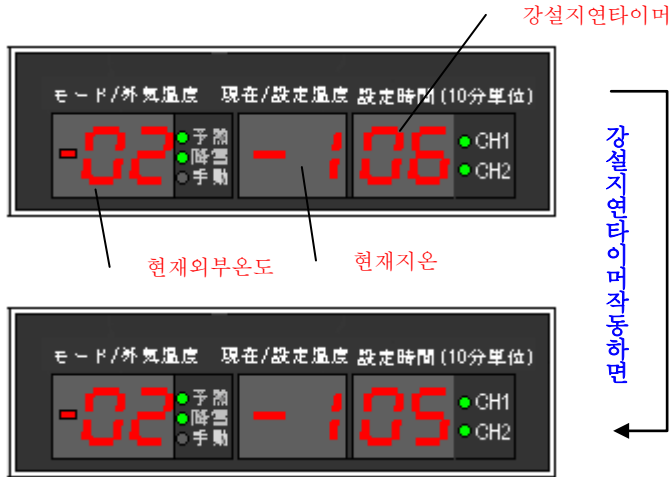 강설지연타이머
モード/外気温度 現在/設定温度 設定時間(10分単位)
-02
予熱
降雪
手動
-1
06
CH1
CH2
현재외부온도
현재지온
강설지연타이머작동하면
モード/外気温度 現在/設定温度 設定時間(10分単位)
-02
予熱
降雪
手動
-1
05
CH1
CH2